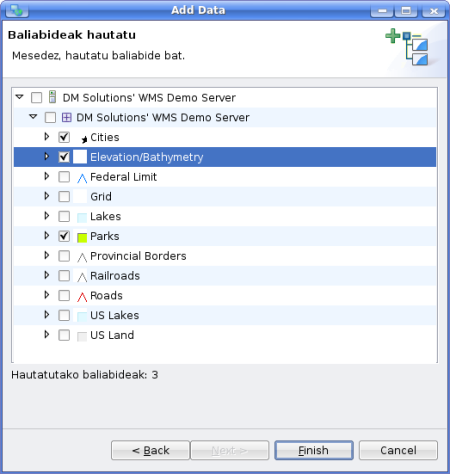 Add Data
Baliabideak hautatu
Mesedez, hautatu baliabide bat.
DM Solutions' WMS Demo Server
DM Solutions' WMS Demo Server
Cities
Elevation/Bathymetry
Federal Limit
Grid
Lakes
Parks
Provincial Borders
Railroads
Roads
US Lakes
US Land
Hautatutako baliabideak: 3
< Back Next > Finish Cancel